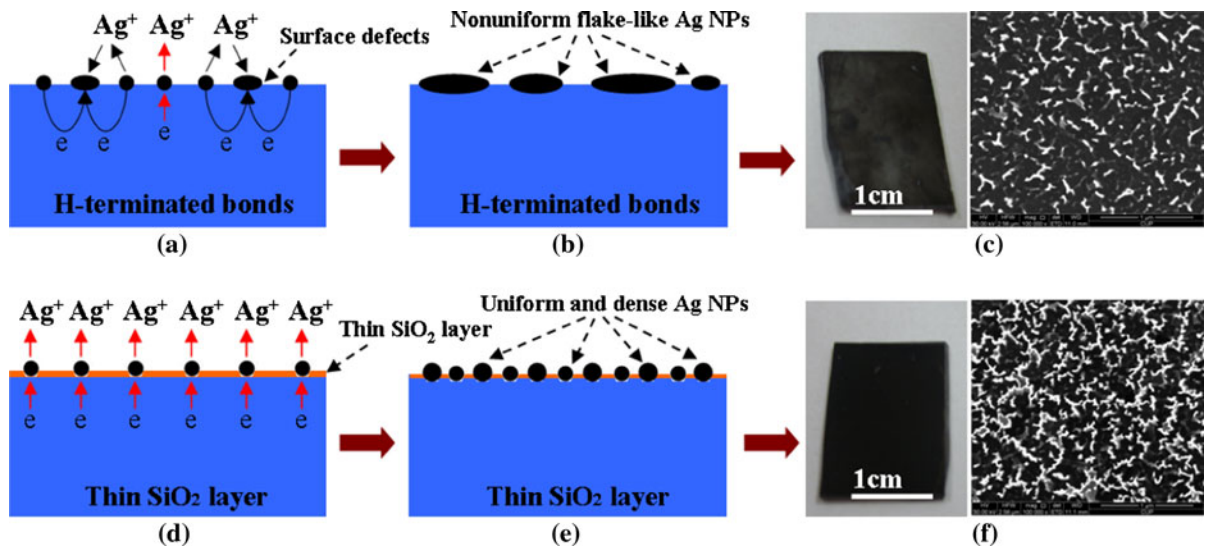 Ag⁺ Ag⁺ Ag⁺
Surface defects
e e e e e
H-terminated bonds
(a)
Nonuniform flake-like Ag NPs
H-terminated bonds
(b)
1cm
(c)
Ag⁺ Ag⁺ Ag⁺ Ag⁺ Ag⁺ Ag⁺
Thin SiO₂ layer
e e e e e e
Thin SiO₂ layer
(d)
Uniform and dense Ag NPs
Thin SiO₂ layer
(e)
1cm
(f)